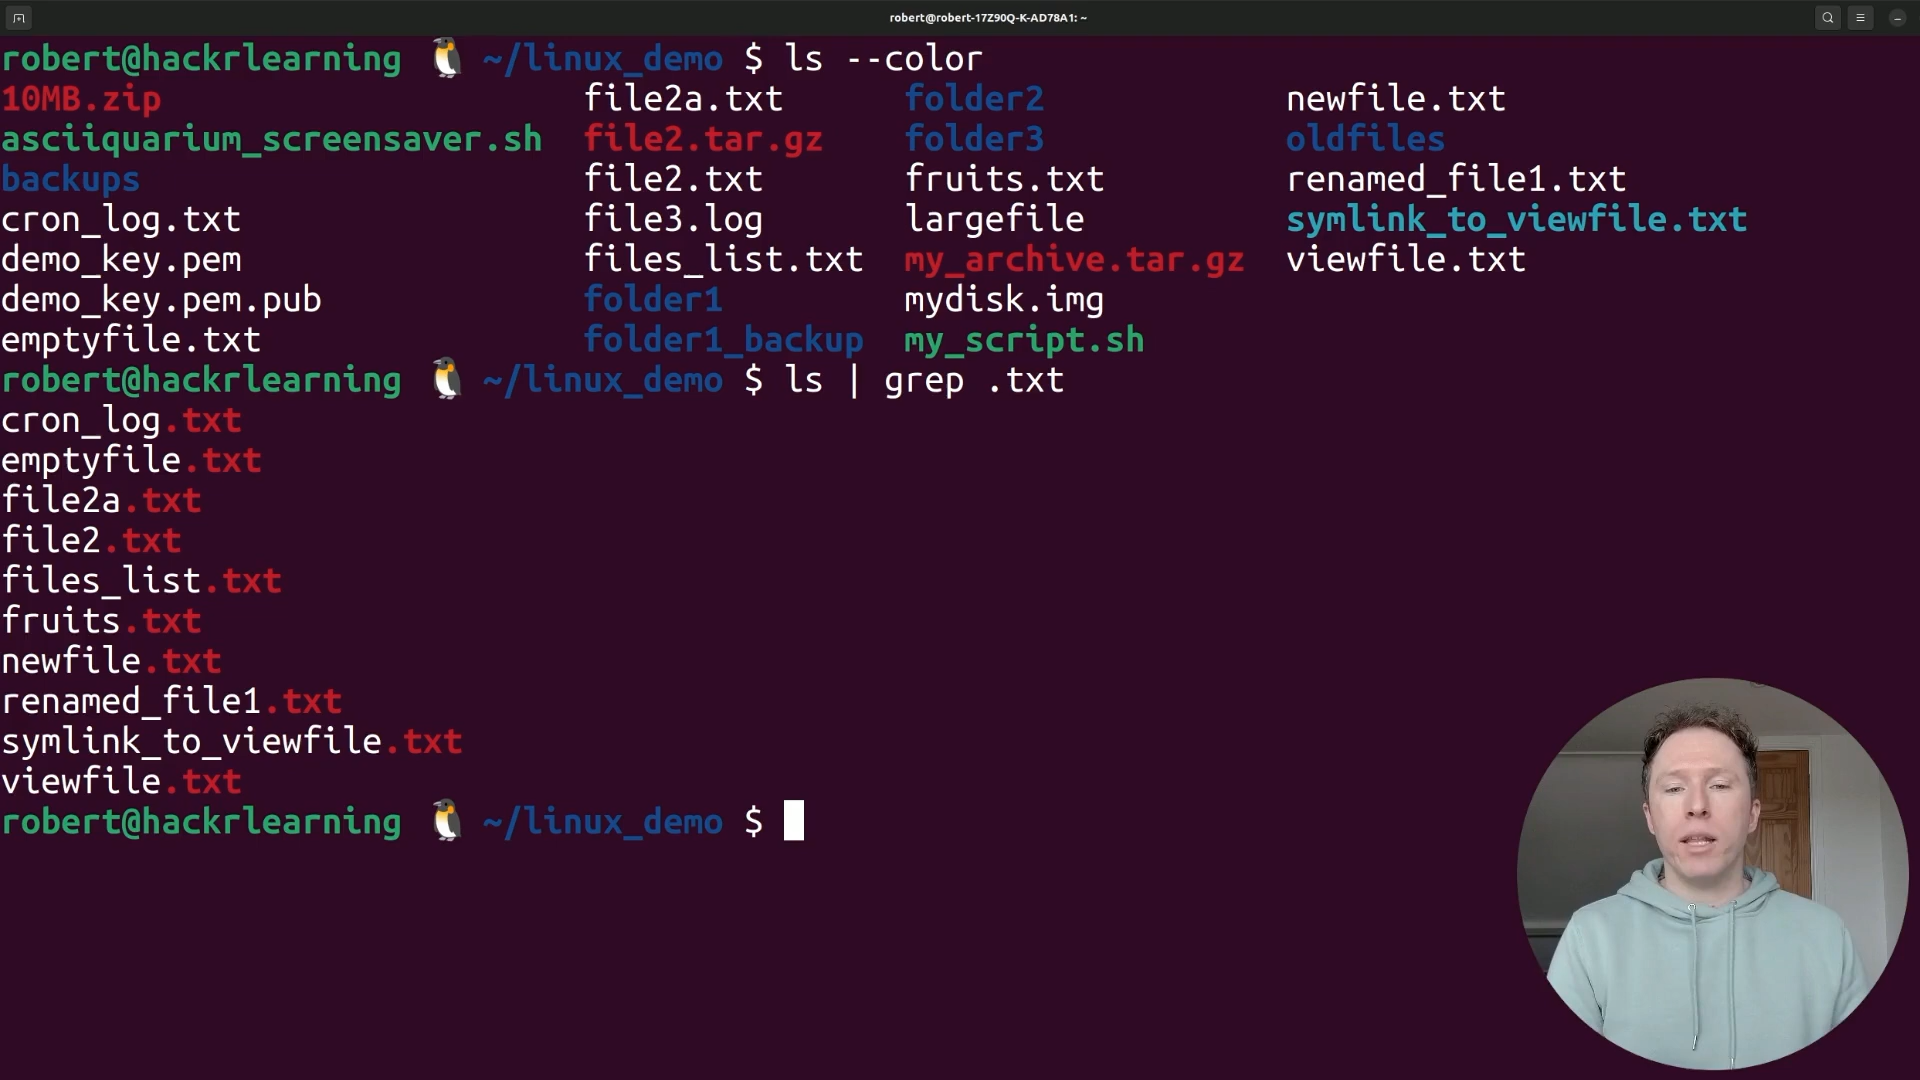 robert@robert-17Z90Q-K-AD78A1: ~
robert@hackrlearning 🐧 ~/linux_demo $ ls --color
10MB.zip file2a.txt folder2 newfile.txt
asciiquarium_screensaver.sh file2.tar.gz folder3 oldfiles
backups file2.txt fruits.txt renamed_file1.txt
cron_log.txt file3.log largefile symlink_to_viewfile.txt
demo_key.pem files_list.txt my_archive.tar.gz viewfile.txt
demo_key.pem.pub folder1 mydisk.img
emptyfile.txt folder1_backup my_script.sh
robert@hackrlearning 🐧 ~/linux_demo $ ls | grep .txt
cron_log.txt
emptyfile.txt
file2a.txt
file2.txt
files_list.txt
fruits.txt
newfile.txt
renamed_file1.txt
symlink_to_viewfile.txt
viewfile.txt
robert@hackrlearning 🐧 ~/linux_demo $